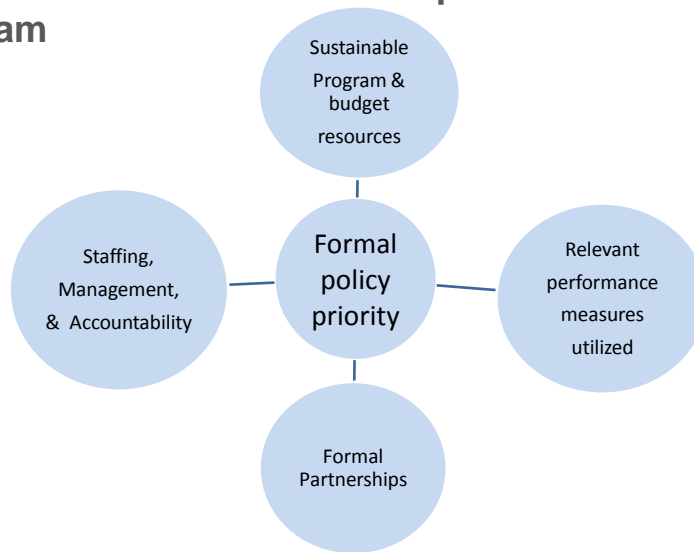 am
Sustainable
Program &
budget
resources
Staffing,
Management,
& Accountability
Formal
policy
priority
Relevant
performance
measures
utilized
Formal
Partnerships